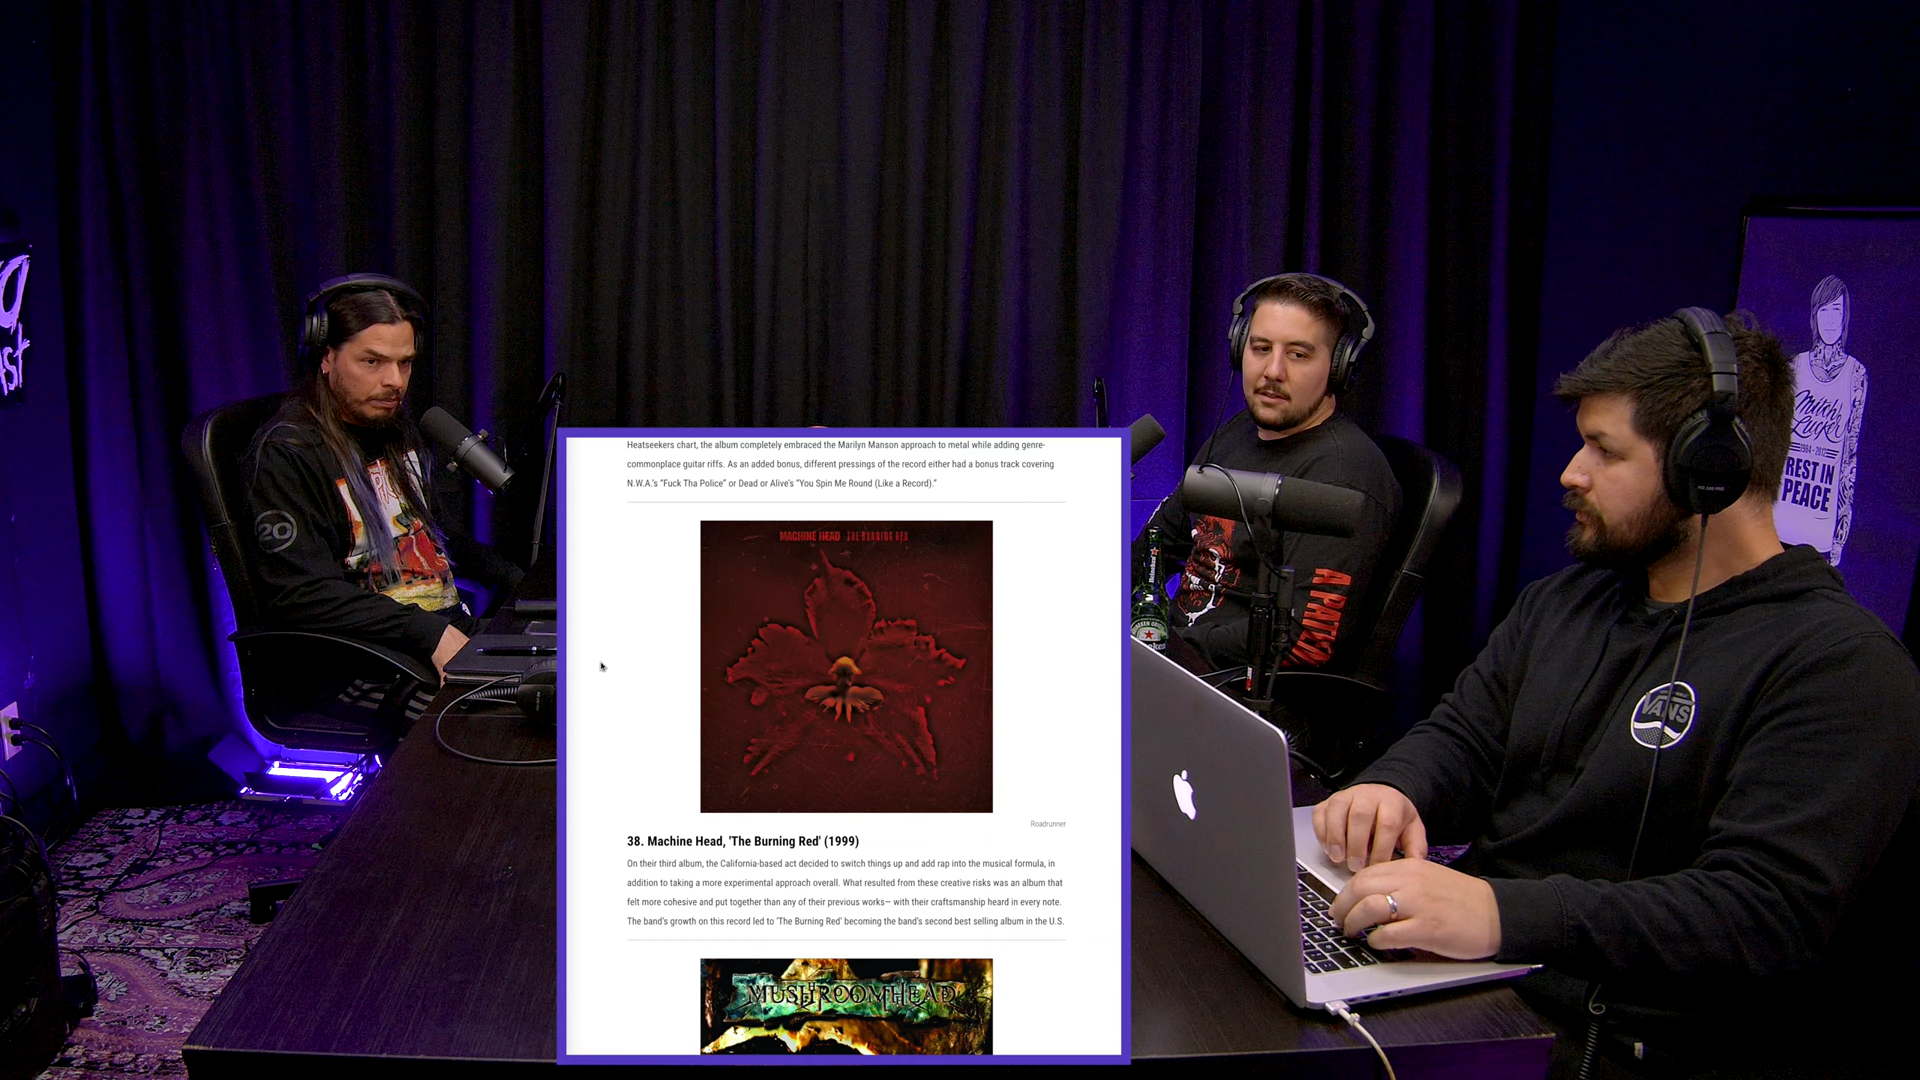 Heatseekers chart, the album completely embraced the Marilyn Manson approach to metal while adding genre-
commonplace guitar riffs. As an added bonus, different pressings of the record either had a bonus track covering
N.W.A.'s “Fuck Tha Police” or Dead or Alive's “You Spin Me Round (Like a Record).”
MACHINE HEAD THE BURNING RED
Roadrunner
38. Machine Head, 'The Burning Red' (1999)
On their third album, the California-based act decided to switch things up and add rap into the musical formula, in
addition to taking a more experimental approach overall. What resulted from these creative risks was an album that
felt more cohesive and put together than any of their previous works— with their craftsmanship heard in every note.
The band's growth on this record led to 'The Burning Red' becoming the band's second best selling album in the U.S.
MUSHROOMHEAD
20
Heineken
A PAREN
VANS
Mitch
Lucker
1984 - 2012
REST IN
PEACE